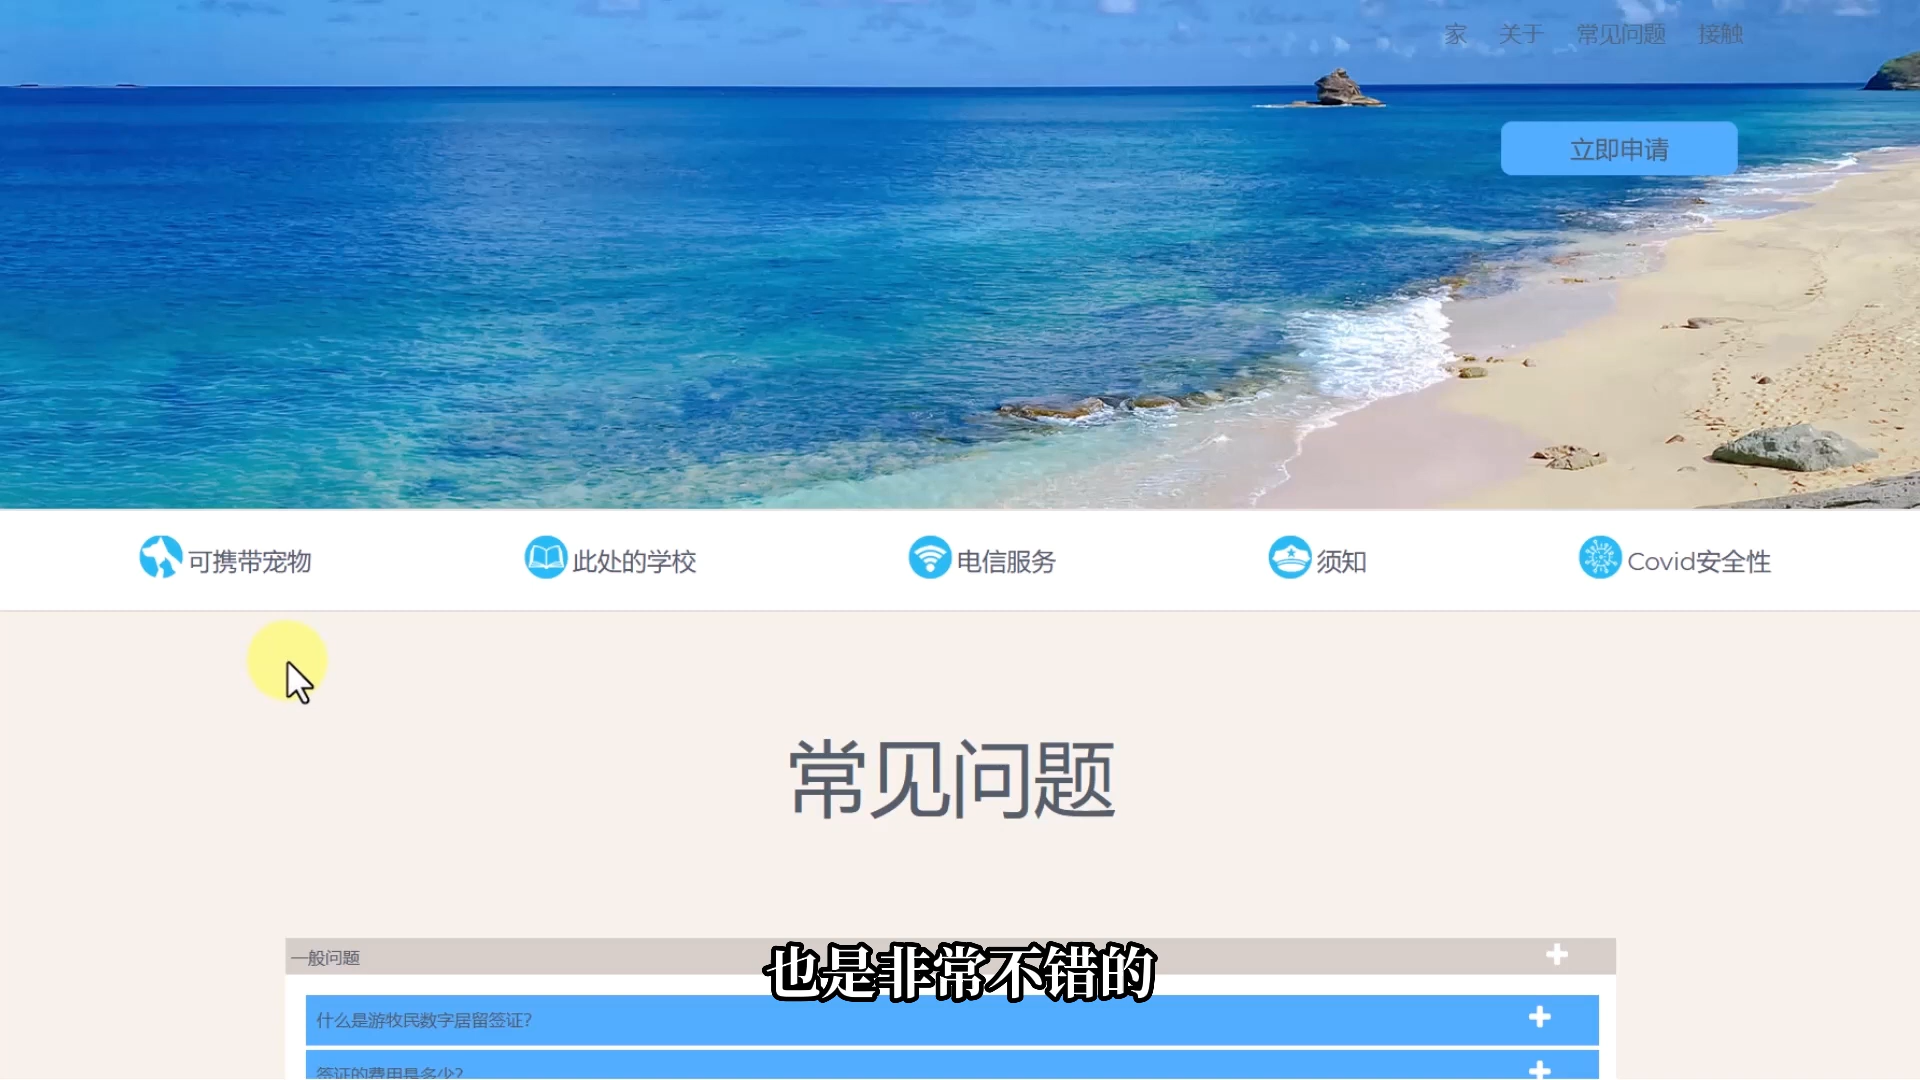 家 关于 常见问题 接触
立即申请
可携带宠物 此处的学校 电信服务 须知 Covid安全性
常见问题
一般问题
也是非常不错的
什么是游牧民数字居留签证?
签证的费用是多少?